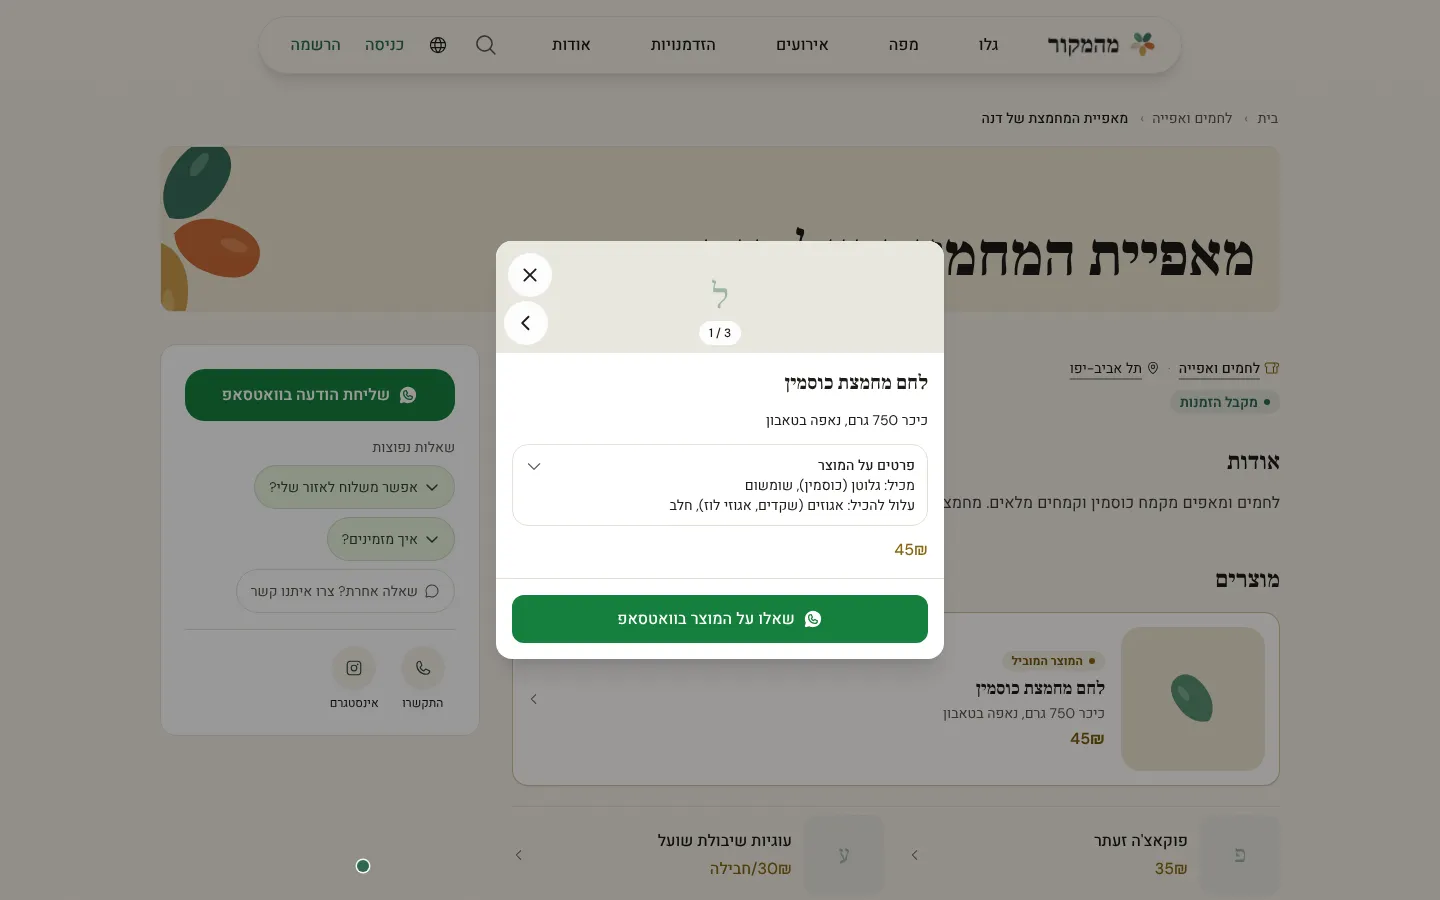 מהמקור
גלו
מפה
אירועים
הזדמנויות
אודות
כניסה
הרשמה
בית › לחמים ואפייה › מאפיית המחמצת של דנה
מאפיית המחמ
לחמים ואפייה · תל אביב-יפו
מקבל הזמנות
אודות
לחמים ומאפים מקמח כוסמין וקמחים מלאים. מחמצ
מוצרים
המוצר המוביל
לחם מחמצת כוסמין
כיכר 750 גרם, נאפה בטאבון
₪45
פ
פוקאצ'ה זעתר
₪35
ע
עוגיות שיבולת שועל
₪30/חבילה
ל
1 / 3
לחם מחמצת כוסמין
כיכר 750 גרם, נאפה בטאבון
פרטים על המוצר
מכיל: גלוטן (כוסמין), שומשום
עלול להכיל: אגוזים (שקדים, אגוזי לוז), חלב
₪45
שאלו על המוצר בוואטסאפ
שליחת הודעה בוואטסאפ
שאלות נפוצות
אפשר משלוח לאזור שלי?
איך מזמינים?
שאלה אחרת? צרו איתנו קשר
התקשרו
אינסטגרם